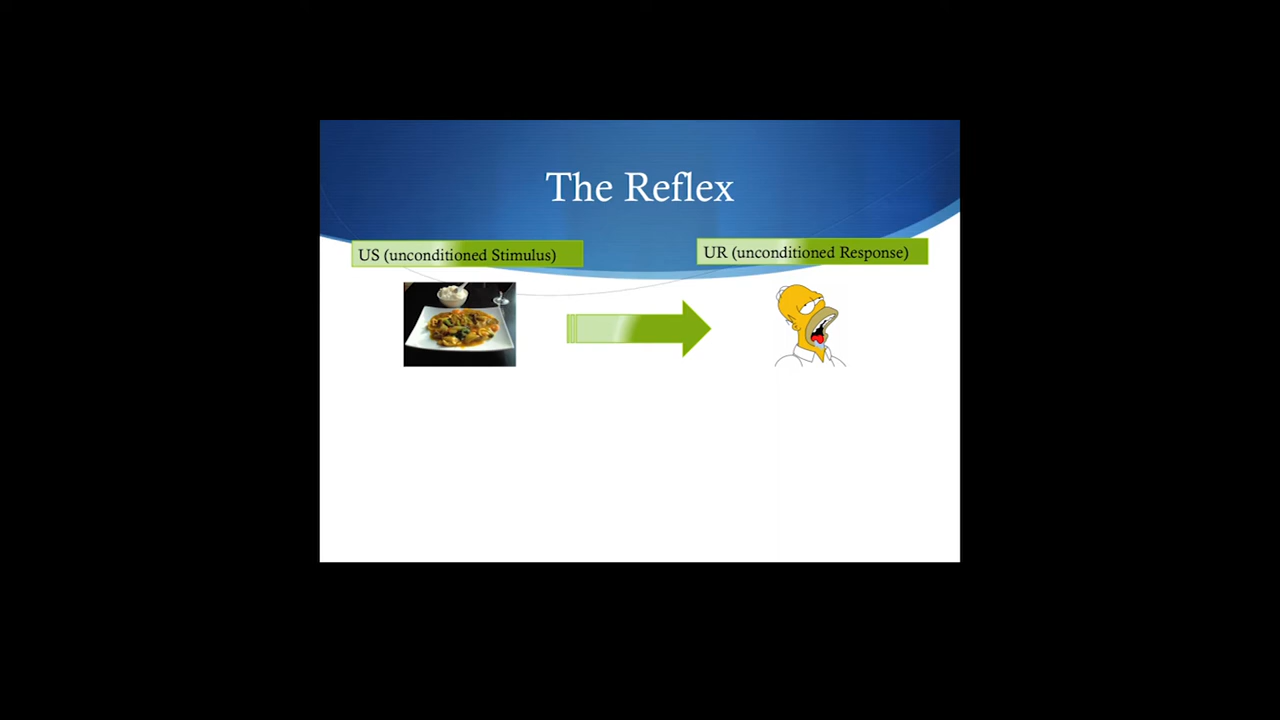 The Reflex
US (unconditioned Stimulus)
UR (unconditioned Response)